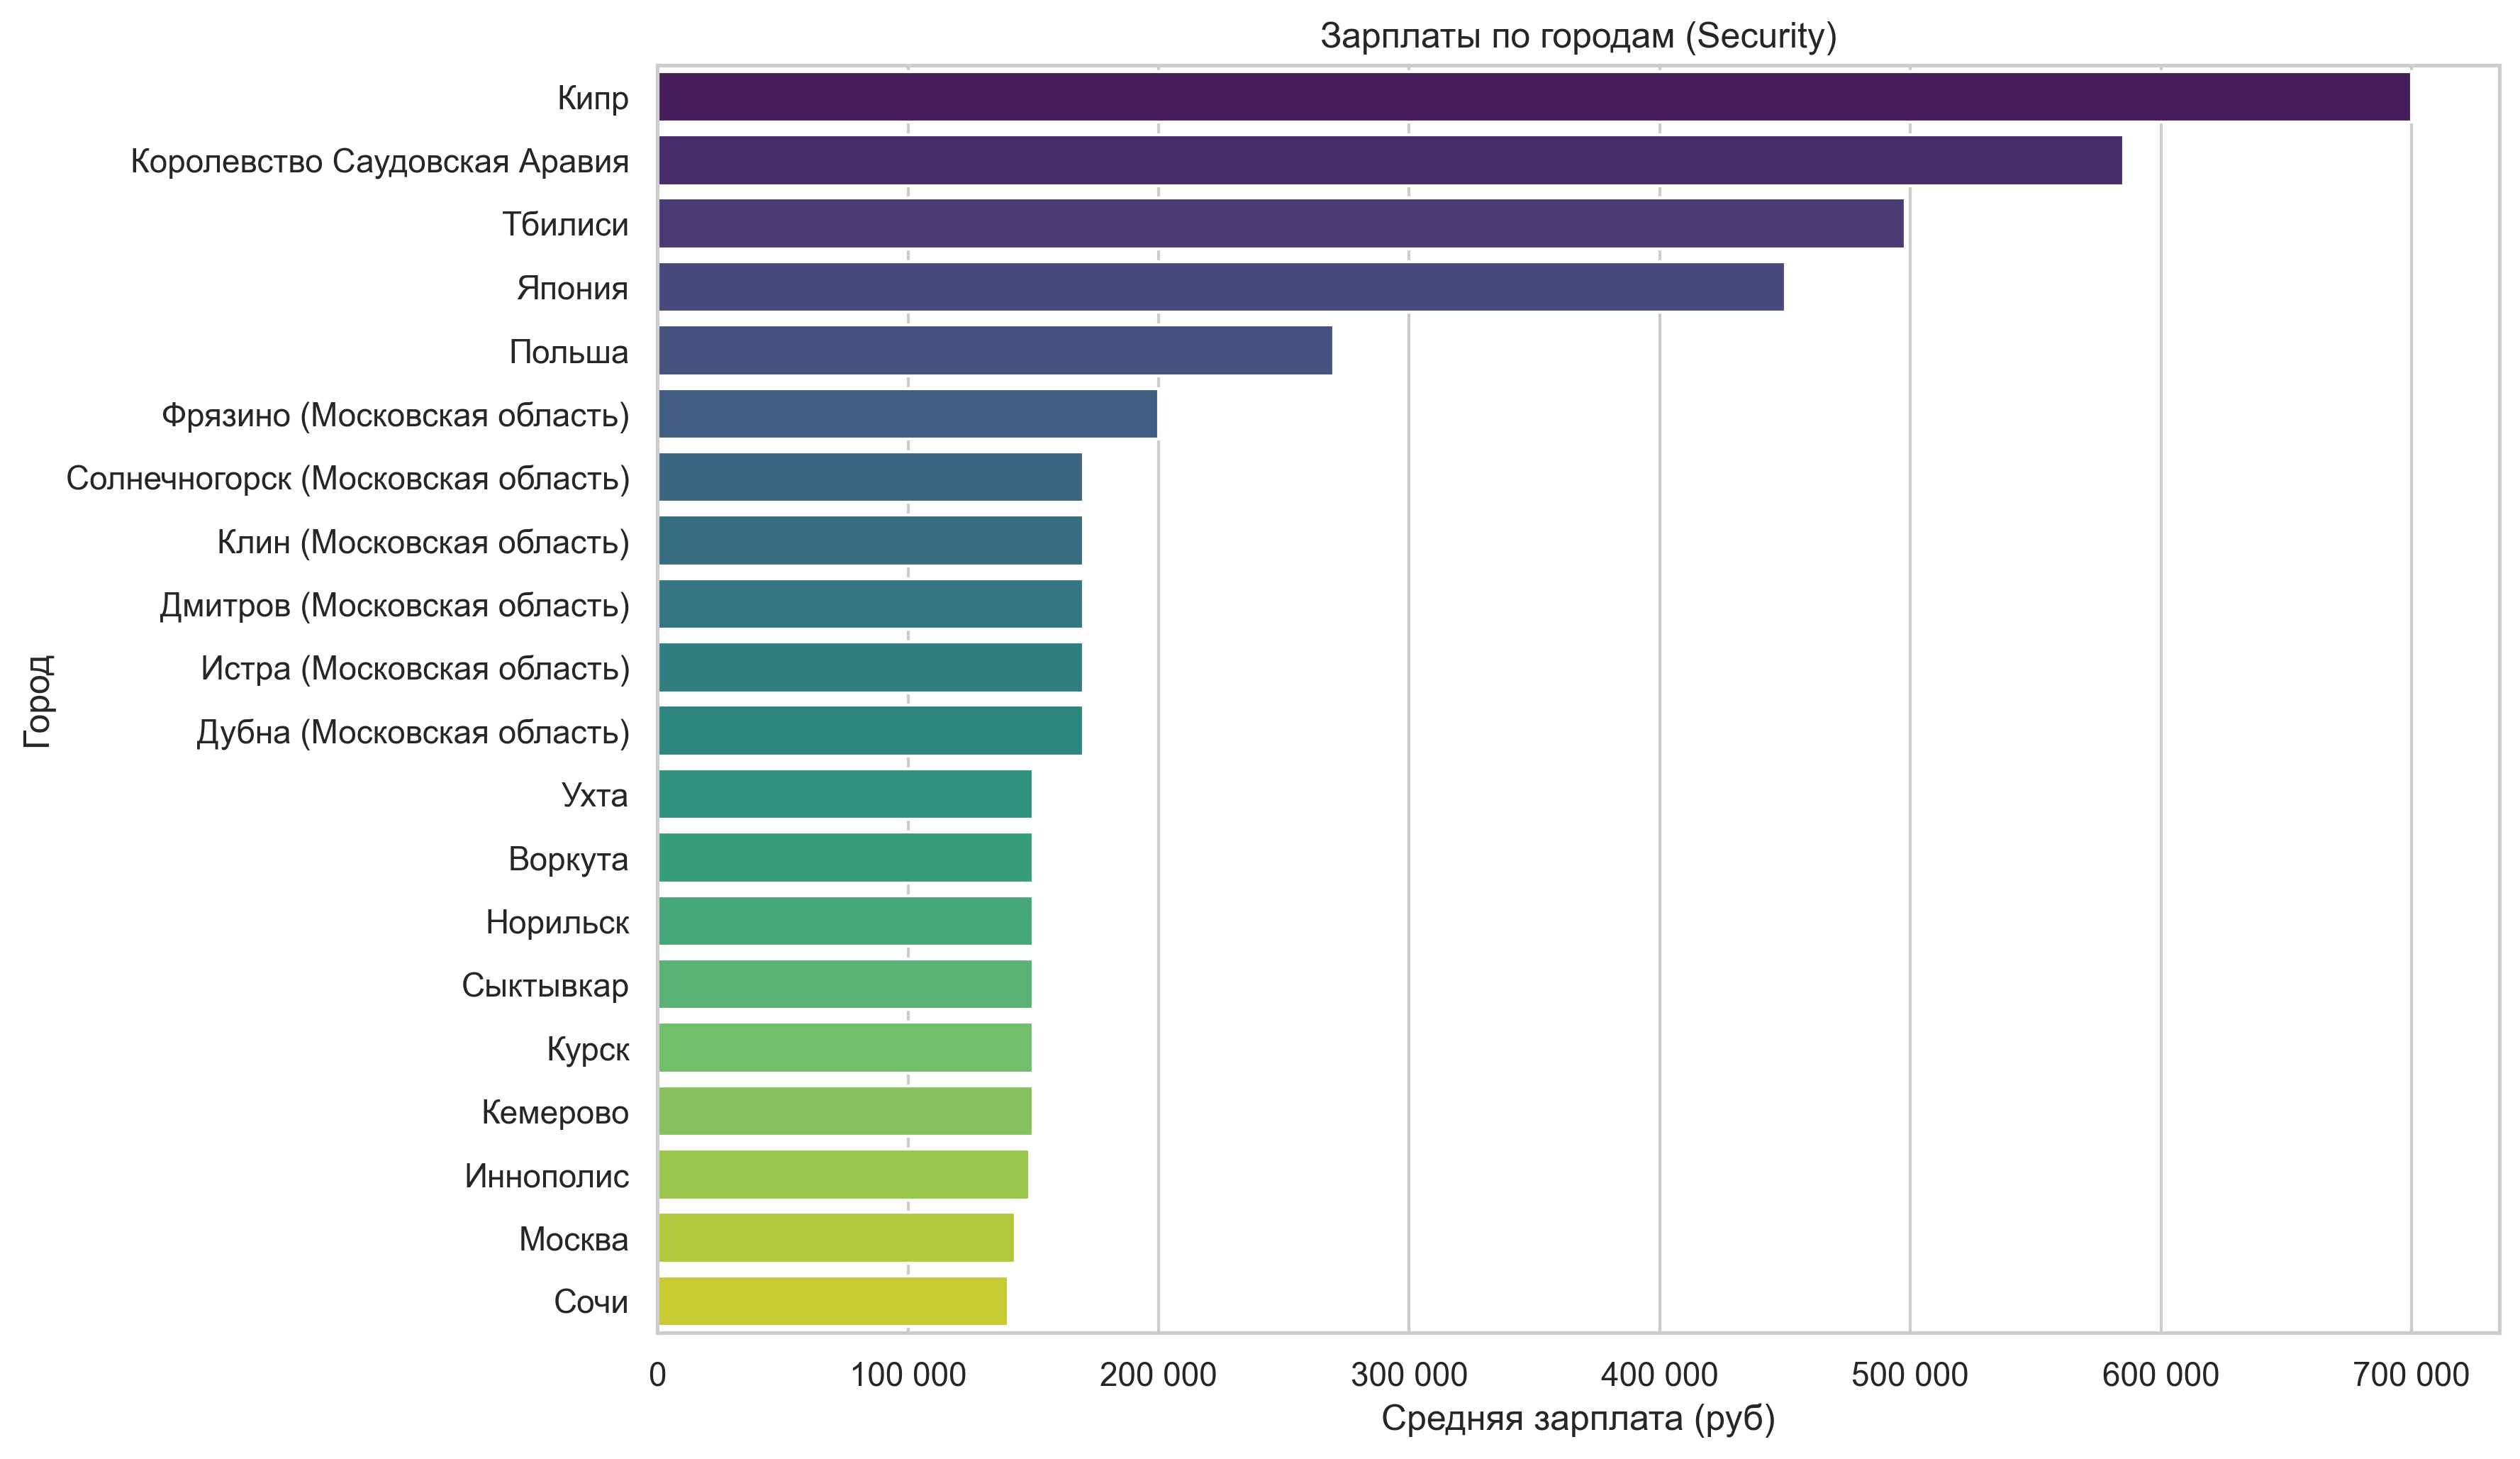 Зарплаты по городам (Security)
Город
Кипр
Королевство Саудовская Аравия
Тбилиси
Япония
Польша
Фрязино (Московская область)
Солнечногорск (Московская область)
Клин (Московская область)
Дмитров (Московская область)
Истра (Московская область)
Дубна (Московская область)
Ухта
Воркута
Норильск
Сыктывкар
Курск
Кемерово
Иннополис
Москва
Сочи
0 100 000 200 000 300 000 400 000 500 000 600 000 700 000
Средняя зарплата (руб)